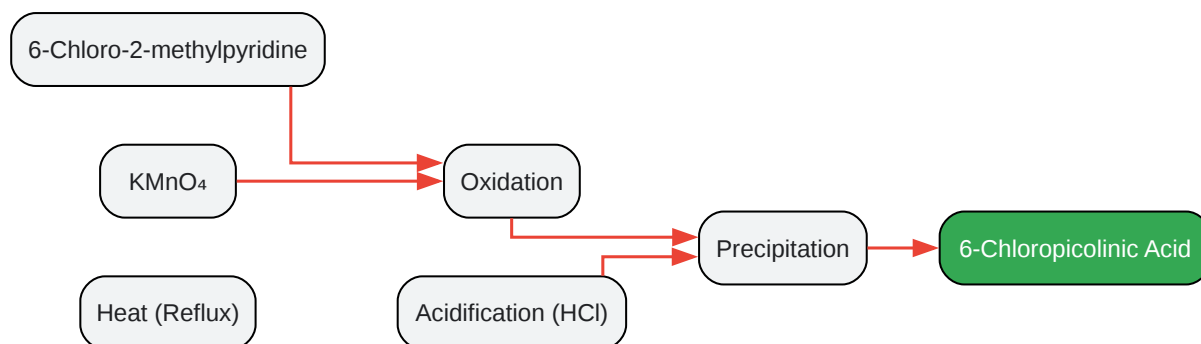 6-Chloro-2-methylpyridine
KMnO₄
Oxidation
Precipitation
6-Chloropicolinic Acid
Heat (Reflux)
Acidification (HCl)